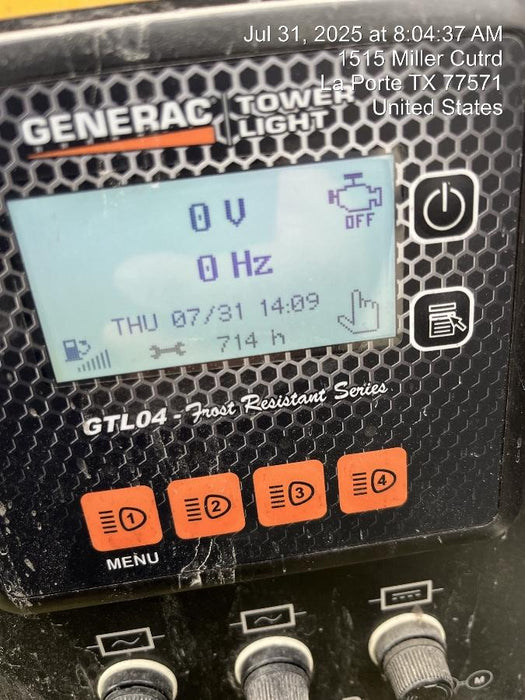 Jul 31, 2025 at 8:04:37 AM
1515 Miller Cutrd
La Porte TX 77571
United States
GENERAC TOWER LIGHT
0 V
OFF
0 Hz
THU 07/31 14:09
714 h
GTL04 - Frost Resistant Series
1 2 3 4
MENU
M